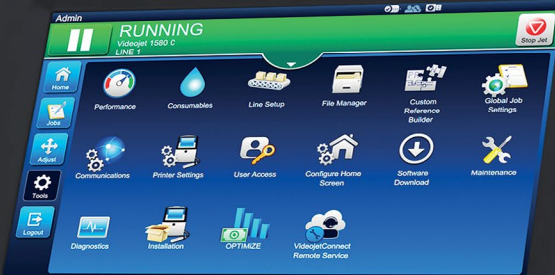 Admin
RUNNING
Videojet 1580 C
LINE 1
Stop Jet
Home
Jobs
Adjust
Tools
Logout
Performance
Consumables
Line Setup
File Manager
Custom
Reference
Builder
Global Job
Settings
Communications
Printer Settings
User Access
Configure Home
Screen
Software
Download
Maintenance
Diagnostics
Installation
OPTIMIZE
VideojetConnect
Remote Service